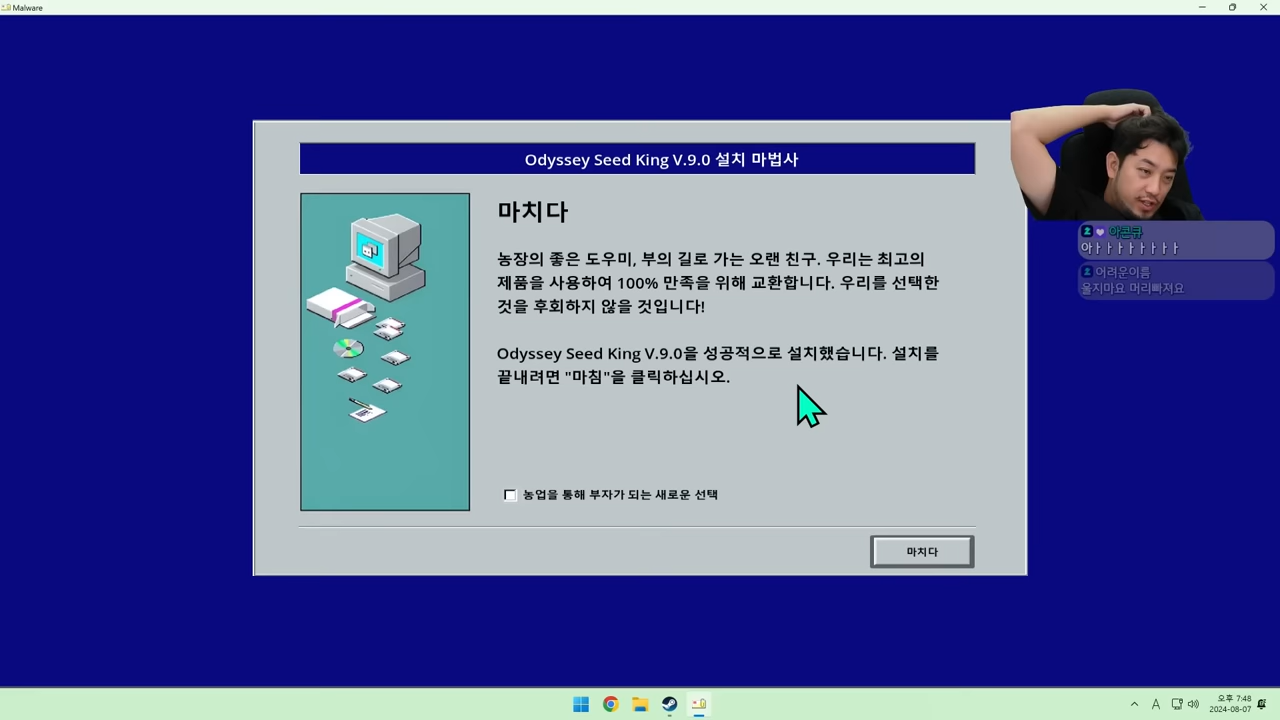 Malware
Odyssey Seed King V.9.0 설치 마법사
마치다
농장의 좋은 도우미, 부의 길로 가는 오랜 친구. 우리는 최고의
제품을 사용하여 100% 만족을 위해 교환합니다. 우리를 선택한
것을 후회하지 않을 것입니다!
Odyssey Seed King V.9.0을 성공적으로 설치했습니다. 설치를
끝내려면 "마침"을 클릭하십시오.
농업을 통해 부자가 되는 새로운 선택
마치다
2 아큰큐
아ㅏㅏㅏㅏㅏㅏㅏ
2 어려운이름
울지마요 머리빠져요
A
오후 7:48
2024-08-07